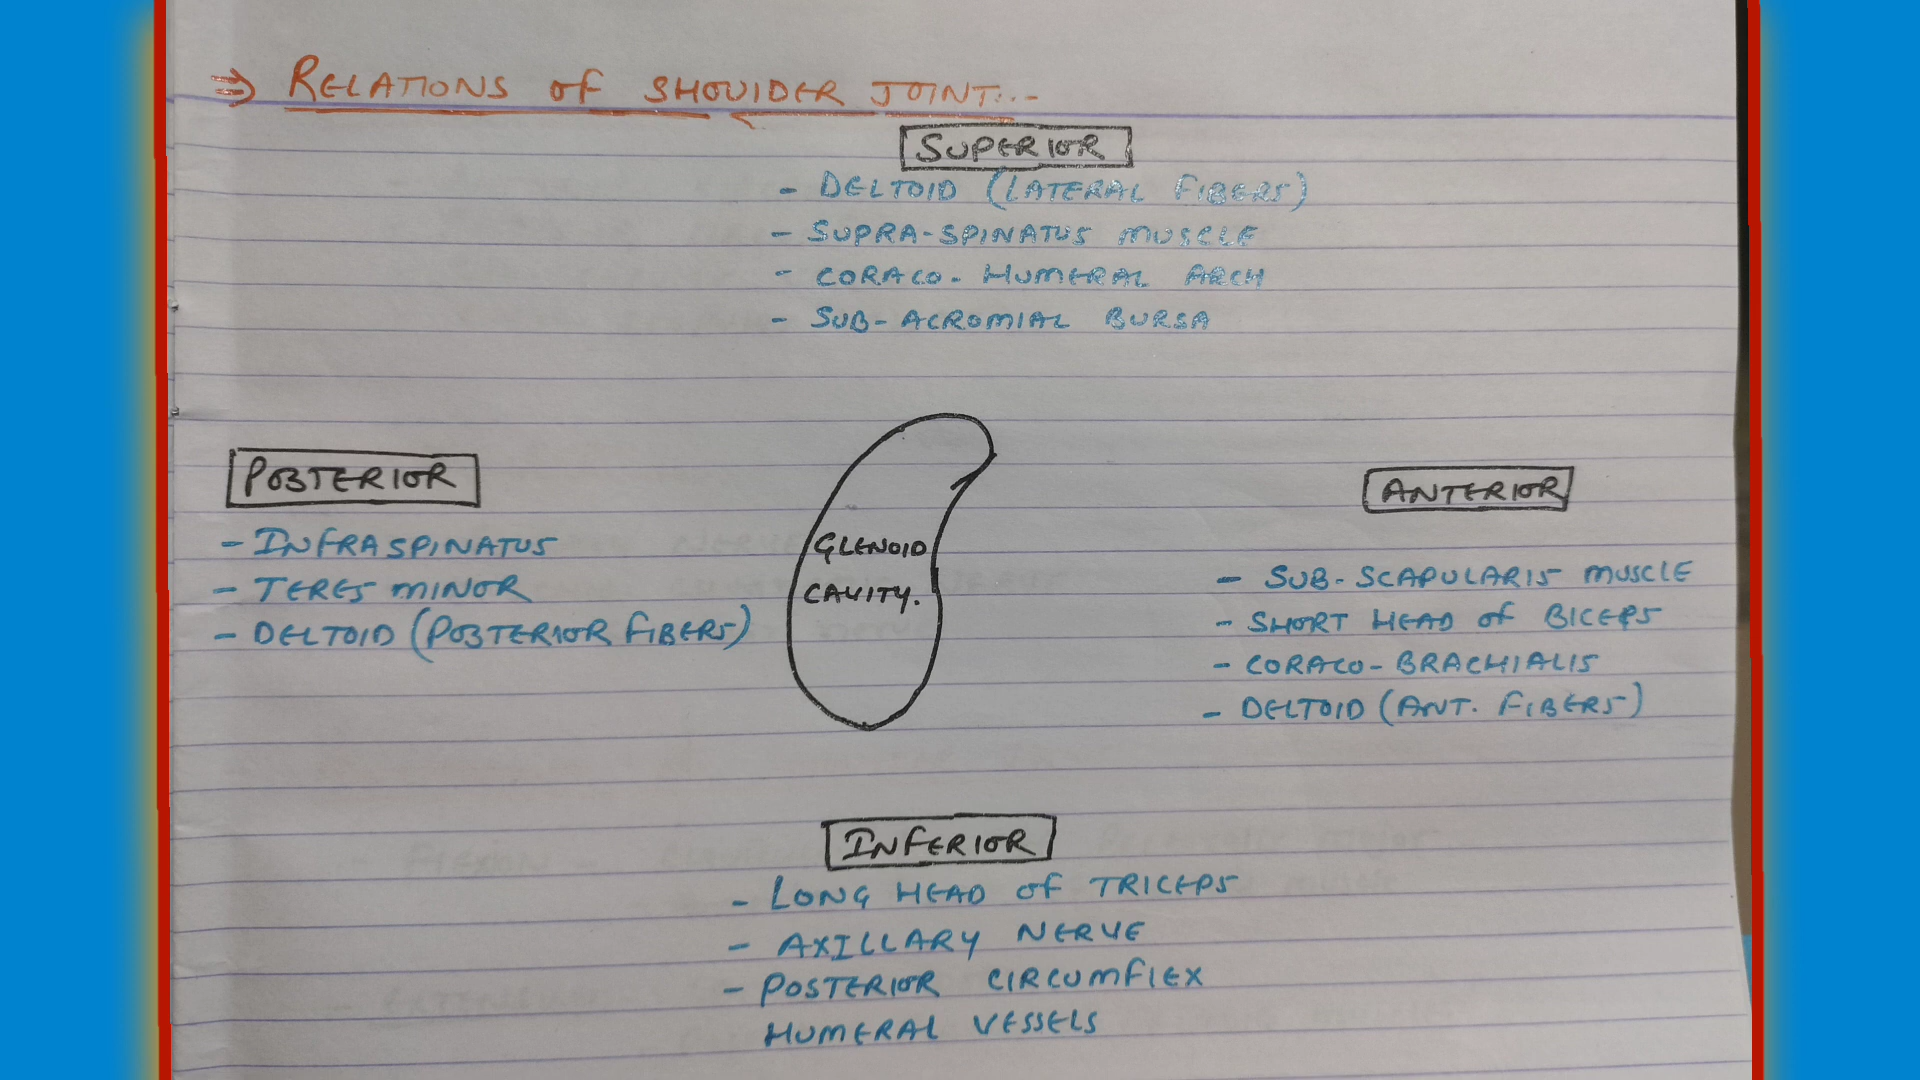 ⇒ RELATIONS OF SHOULDER JOINT...-
SUPERIOR
- DELTOID (LATERAL FIBERS)
- SUPRA-SPINATUS MUSCLE
- CORACO-HUMERAL ARCH
- SUB-ACROMIAL BURSA
POSTERIOR
- INFRASPINATUS
- TERES MINOR
- DELTOID (POSTERIOR FIBERS)
GLENOID
CAVITY.
ANTERIOR
- SUB-SCAPULARIS MUSCLE
- SHORT HEAD OF BICEPS
- CORACO-BRACHIALIS
- DELTOID (ANT. FIBERS)
INFERIOR
- LONG HEAD OF TRICEPS
- AXILLARY NERVE
- POSTERIOR CIRCUMFLEX
HUMERAL VESSELS